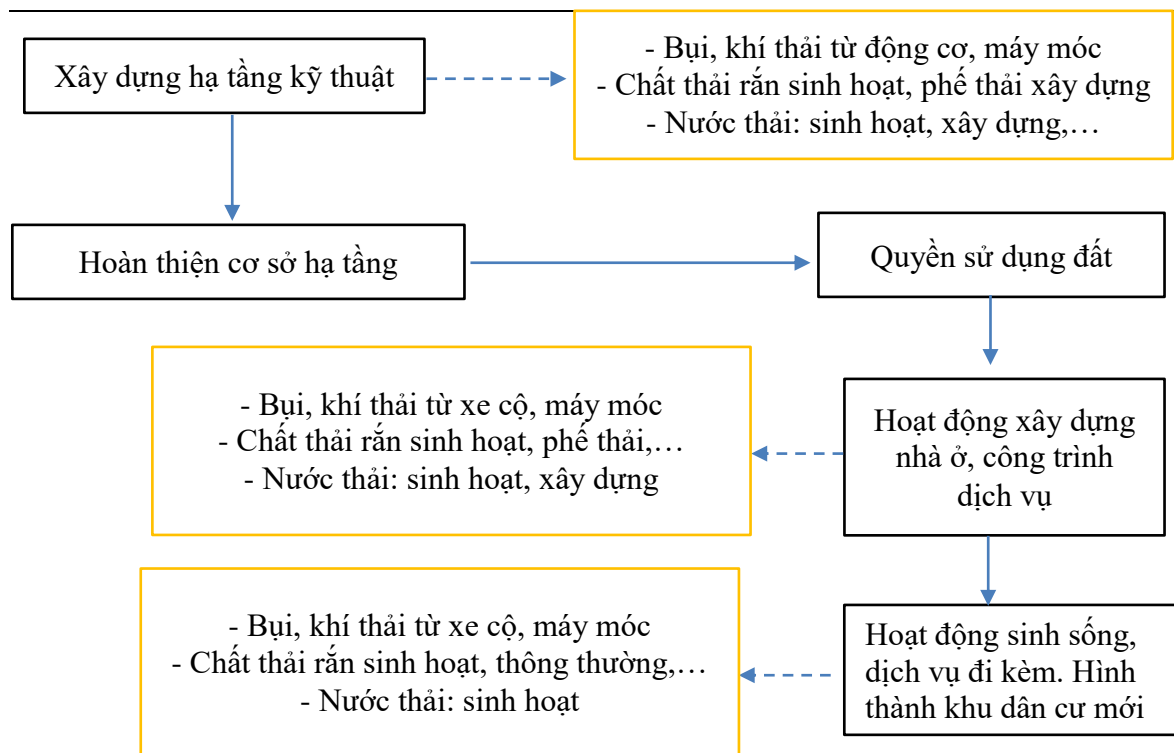 Xây dựng hạ tầng kỹ thuật
- Bụi, khí thải từ động cơ, máy móc
- Chất thải rắn sinh hoạt, phế thải xây dựng
- Nước thải: sinh hoạt, xây dựng,…
Hoàn thiện cơ sở hạ tầng
Quyền sử dụng đất
- Bụi, khí thải từ xe cộ, máy móc
- Chất thải rắn sinh hoạt, phế thải,…
- Nước thải: sinh hoạt, xây dựng
Hoạt động xây dựng
nhà ở, công trình
dịch vụ
- Bụi, khí thải từ xe cộ, máy móc
- Chất thải rắn sinh hoạt, thông thường,…
- Nước thải: sinh hoạt
Hoạt động sinh sống,
dịch vụ đi kèm. Hình
thành khu dân cư mới